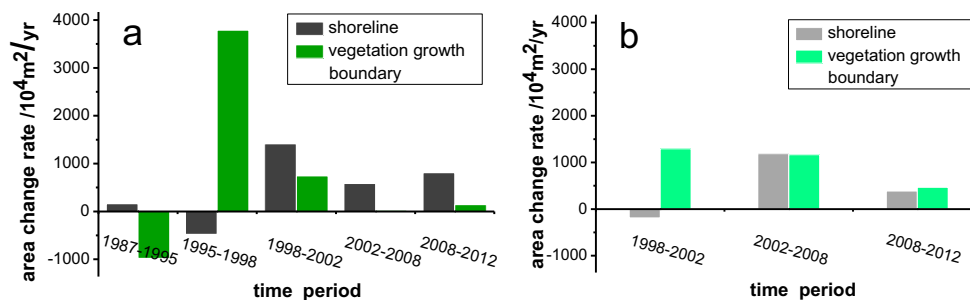 a
shoreline
vegetation growth
boundary
area change rate /10⁴m2/yr
4000
3000
2000
1000
0
-1000
1987-1995
1995-1998
1998-2002
2002-2008
2008-2012
time period
b
shoreline
vegetation growth
boundary
area change rate /10⁴m2/yr
4000
3000
2000
1000
0
-1000
1998-2002
2002-2008
2008-2012
time period